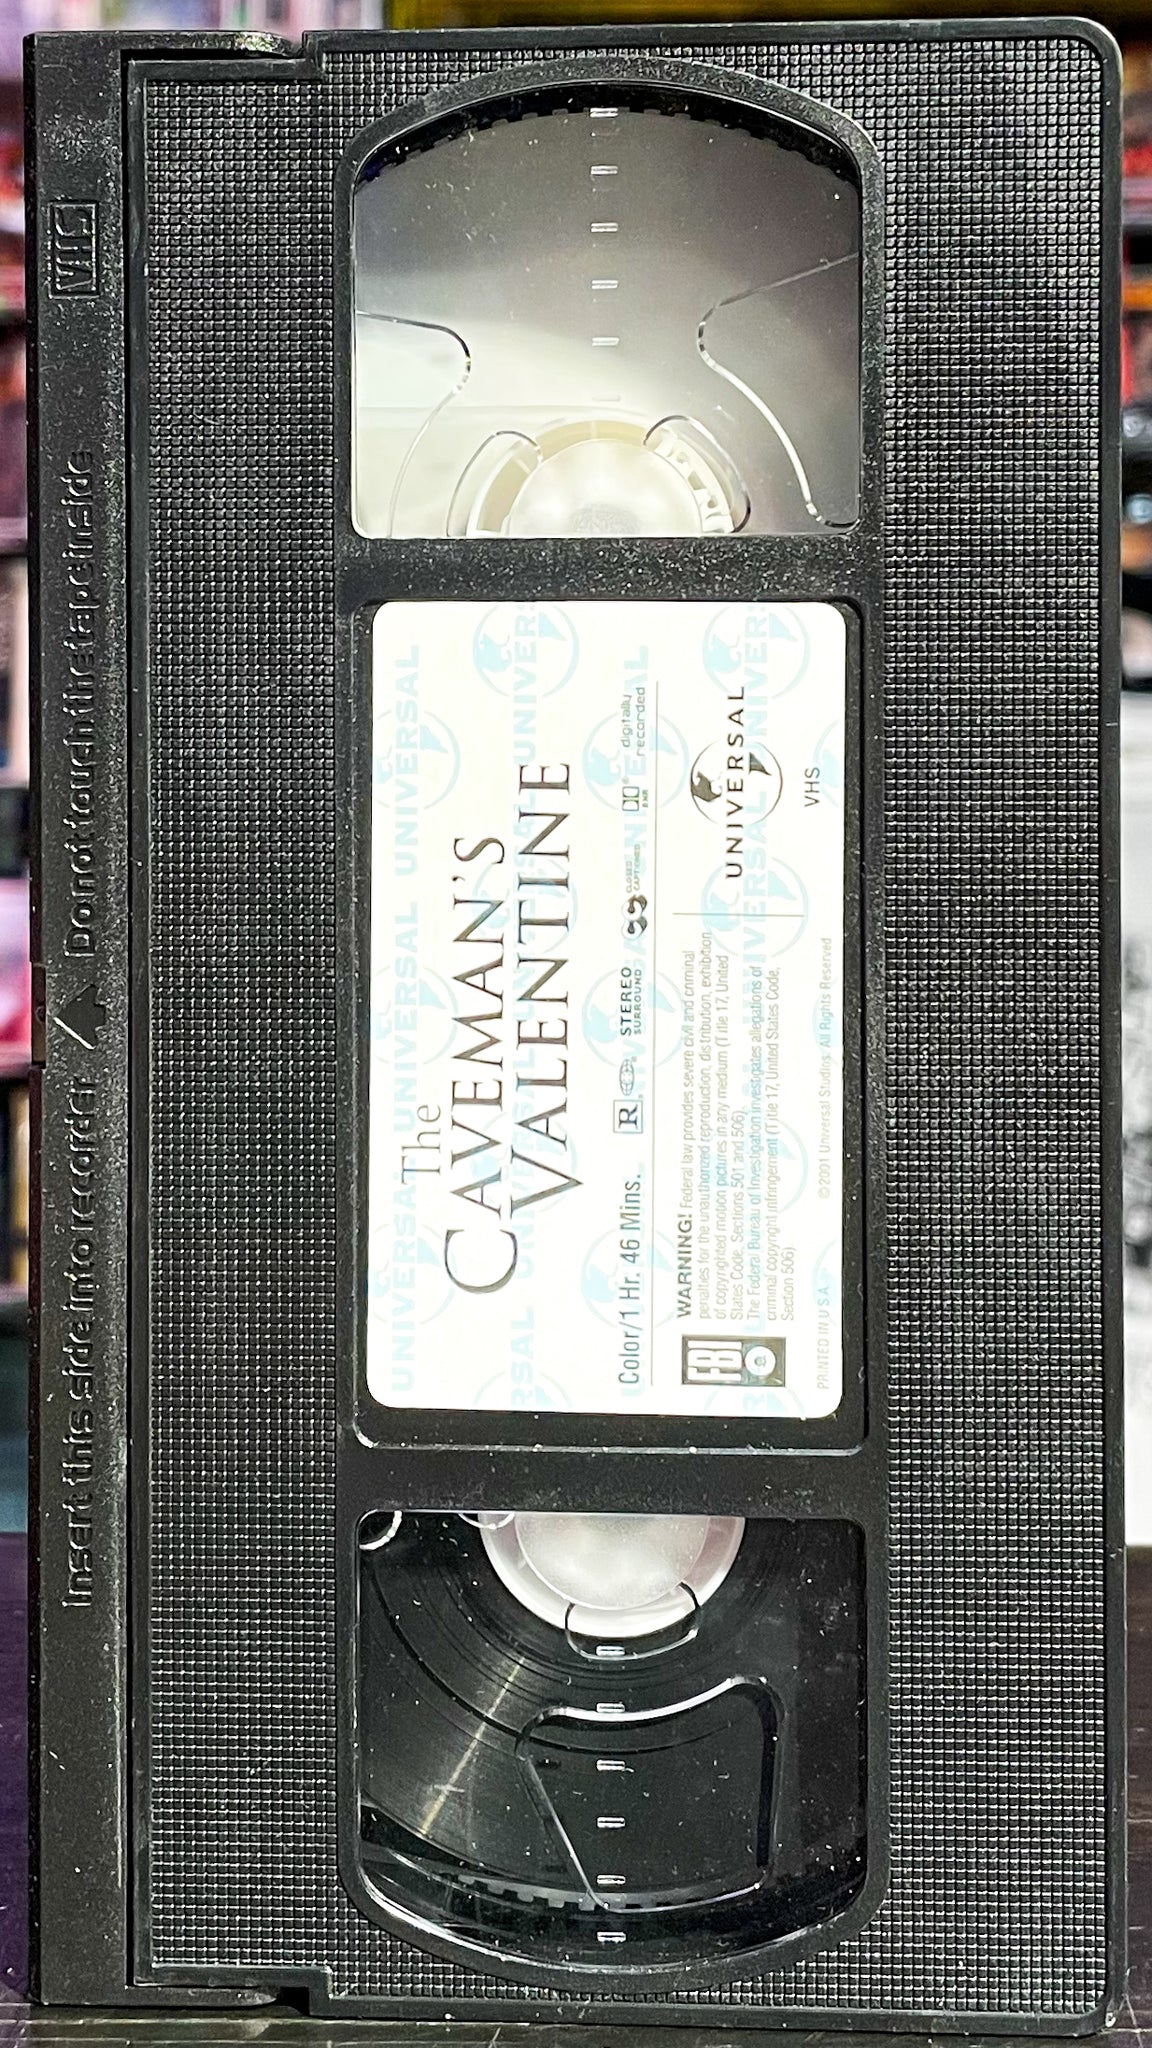 VHS
Insert this side into recorder
Do not touch the tape inside
The
CAVEMAN'S
VALENTINE
Color/1 Hr. 46 Mins.
R
STEREO
SURROUND
CLOSED
CAPTIONED
digitally
recorded
FBI
WARNING: Federal law provides severe civil and criminal
penalties for the unauthorized reproduction, distribution, exhibition
of copyrighted motion pictures in any medium (Title 17, United
States Code, Sections 501 and 506).
The Federal Bureau of Investigation investigates allegations of
criminal copyright infringement (Title 17, United States Code,
Section 506).
UNIVERSAL
VHS
PRINTED IN U.S.A.
©2001 Universal Studios. All Rights Reserved